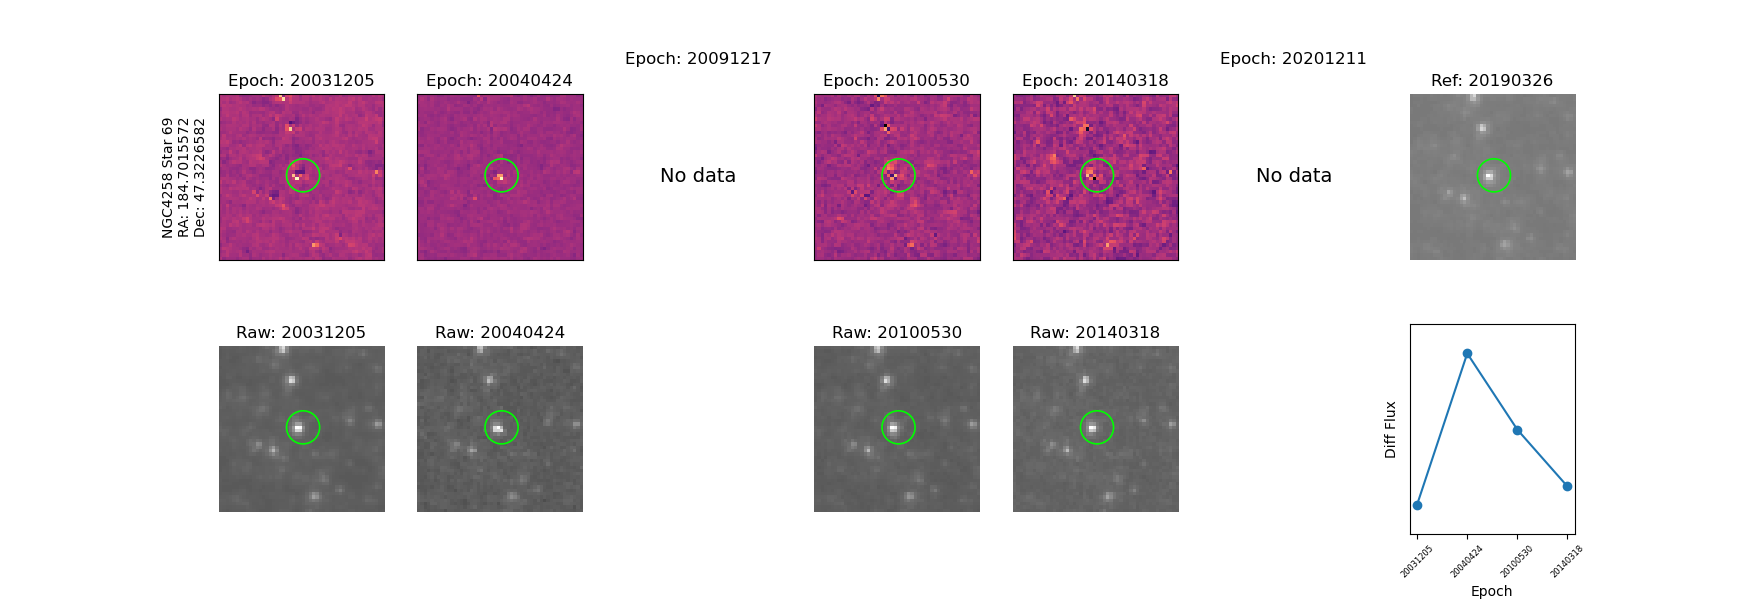 Epoch: 20091217
Epoch: 20201211
Epoch: 20031205
Epoch: 20040424
Epoch: 20100530
Epoch: 20140318
Ref: 20190326
NGC4258 Star 69
RA: 184.7015572
Dec: 47.3226582
No data
No data
Raw: 20031205
Raw: 20040424
Raw: 20100530
Raw: 20140318
Diff Flux
20031205
20040424
20100530
20140318
Epoch